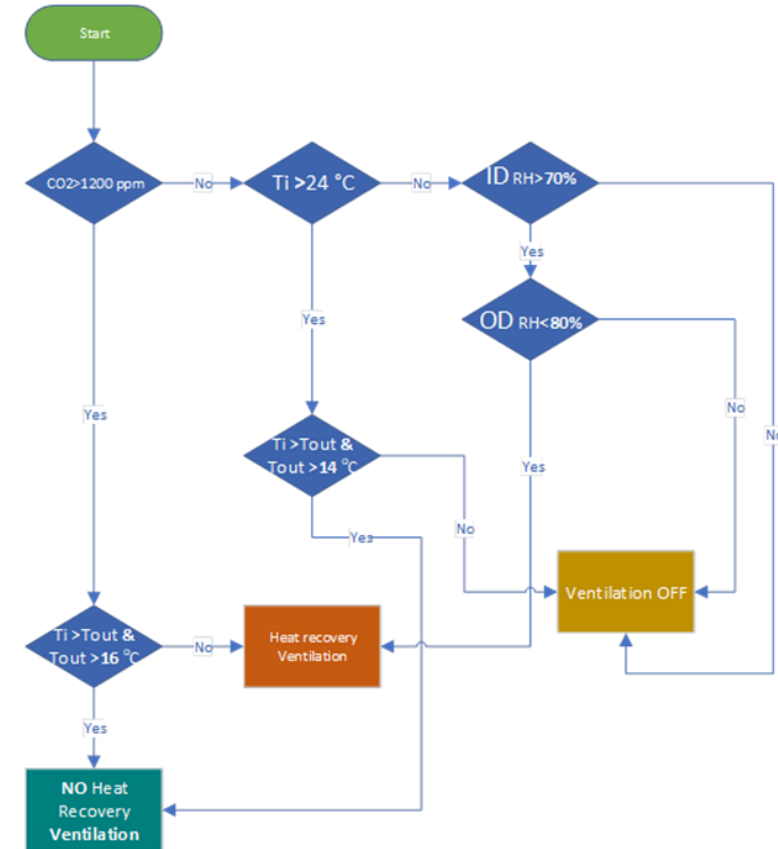 Start
CO2>1200 ppm
No
Ti >24 °C
No
ID RH>70%
Yes
OD RH<80%
Yes
No
No
Yes
Yes
Ti >Tout &
Tout >14 °C
Yes
No
Ventilation OFF
Ti >Tout &
Tout >16 °C
No
Heat recovery
Ventilation
Yes
NO Heat
Recovery
Ventilation